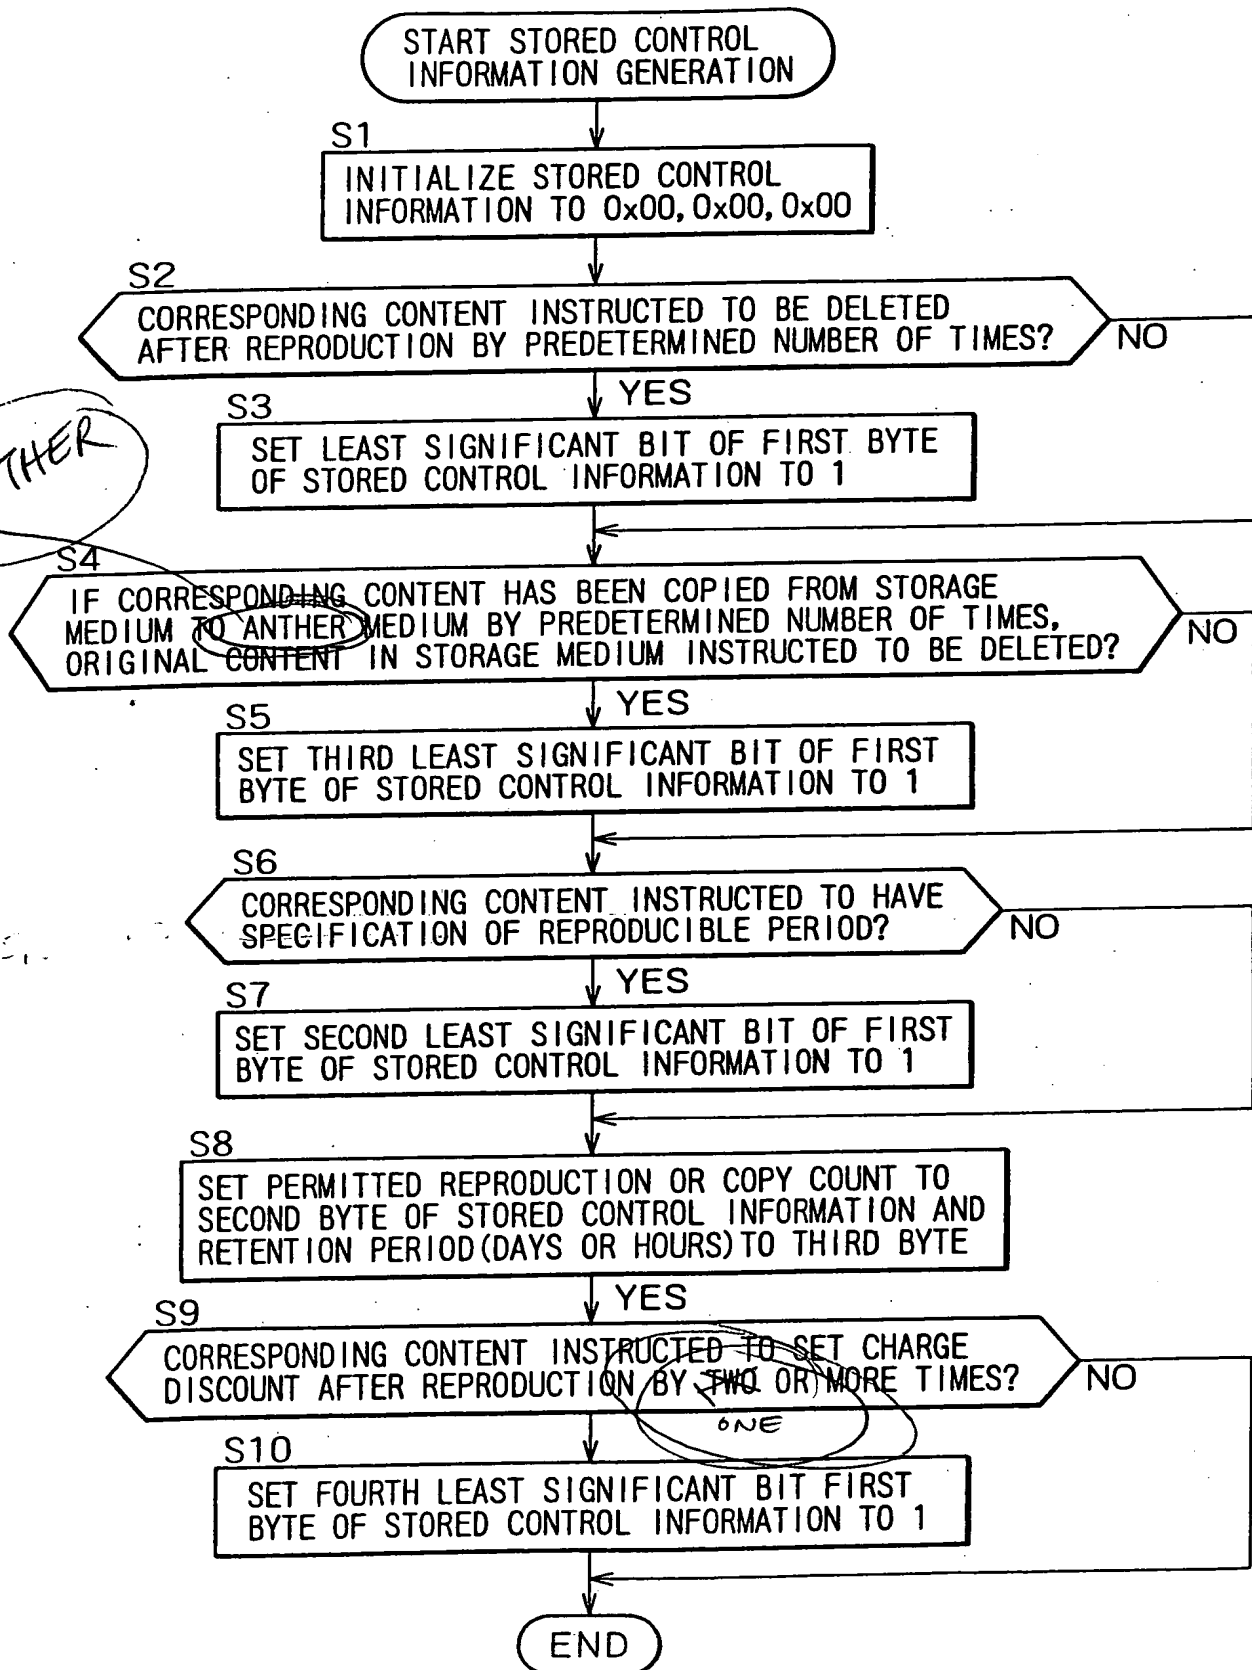 START STORED CONTROL
INFORMATION GENERATION
S1
INITIALIZE STORED CONTROL
INFORMATION TO 0x00, 0x00, 0x00
S2
CORRESPONDING CONTENT INSTRUCTED TO BE DELETED
AFTER REPRODUCTION BY PREDETERMINED NUMBER OF TIMES?
NO
YES
S3
SET LEAST SIGNIFICANT BIT OF FIRST BYTE
OF STORED CONTROL INFORMATION TO 1
THER
S4
IF CORRESPONDING CONTENT HAS BEEN COPIED FROM STORAGE
MEDIUM TO ANTHER MEDIUM BY PREDETERMINED NUMBER OF TIMES,
ORIGINAL CONTENT IN STORAGE MEDIUM INSTRUCTED TO BE DELETED?
NO
YES
S5
SET THIRD LEAST SIGNIFICANT BIT OF FIRST
BYTE OF STORED CONTROL INFORMATION TO 1
S6
CORRESPONDING CONTENT INSTRUCTED TO HAVE
SPECIFICATION OF REPRODUCIBLE PERIOD?
NO
YES
S7
SET SECOND LEAST SIGNIFICANT BIT OF FIRST
BYTE OF STORED CONTROL INFORMATION TO 1
S8
SET PERMITTED REPRODUCTION OR COPY COUNT TO
SECOND BYTE OF STORED CONTROL INFORMATION AND
RETENTION PERIOD(DAYS OR HOURS)TO THIRD BYTE
YES
S9
CORRESPONDING CONTENT INSTRUCTED TO SET CHARGE
DISCOUNT AFTER REPRODUCTION BY TWO OR MORE TIMES?
NO
ONE
S10
SET FOURTH LEAST SIGNIFICANT BIT FIRST
BYTE OF STORED CONTROL INFORMATION TO 1
END